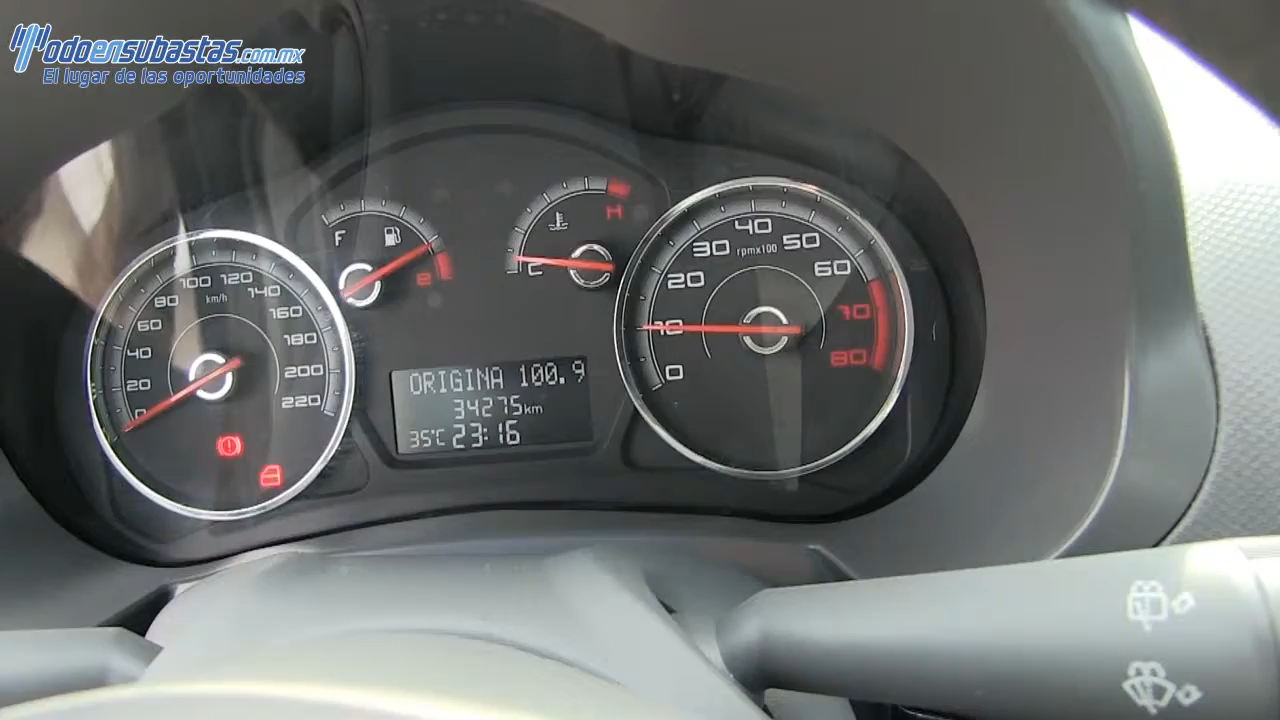 Todoensubastas.com.mx
El lugar de las oportunidades
0
20
40
60
80
100
120
140
160
180
200
220
km/h
F
E
C
H
ORIGINA 100.9
34275km
35°C 23:16
0
10
20
30
40
50
60
70
80
rpmx100